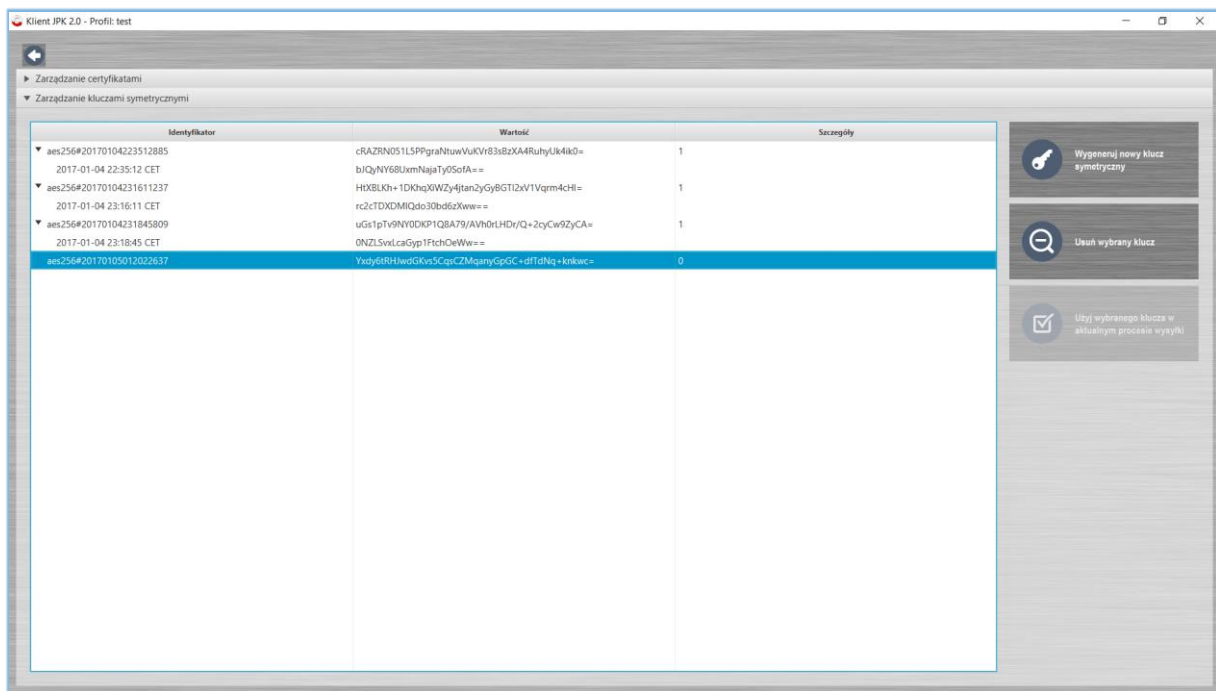 Klient JPK 2.0 - Profil: test
Zarządzanie certyfikatami
Zarządzanie kluczami symetrycznymi
Identyfikator Wartość Szczegóły
aes256#20170104223512885 cRAZRN051L5PPgraNtuwVuKVr83sBzXA4RuhyUk4ik0= 1
2017-01-04 22:35:12 CET bJQyNY68UxmNajaTy0SofA==
aes256#20170104231611237 HtXBLKh+1DKhqXiWZy4jtan2yGyBGTI2xV1Vqrm4cHI= 1
2017-01-04 23:16:11 CET rc2cTDXDMIQdo30bd6zXww==
aes256#20170104231845809 uGs1pTv9NY0DKP1Q8A79/AVh0rLHDr/Q+2cyCw9ZyCA= 1
2017-01-04 23:18:45 CET 0NZLSvxLcaGyp1FtchOeWw==
aes256#20170105012022637 Yxdy6tRHJwdGKvs5CqsCZMqanyGpGC+dfTdNq+knkwc= 0
Wygeneruj nowy klucz
symetryczny
Usuń wybrany klucz
Użyj wybranego klucza w
aktualnym procesie wysyłki